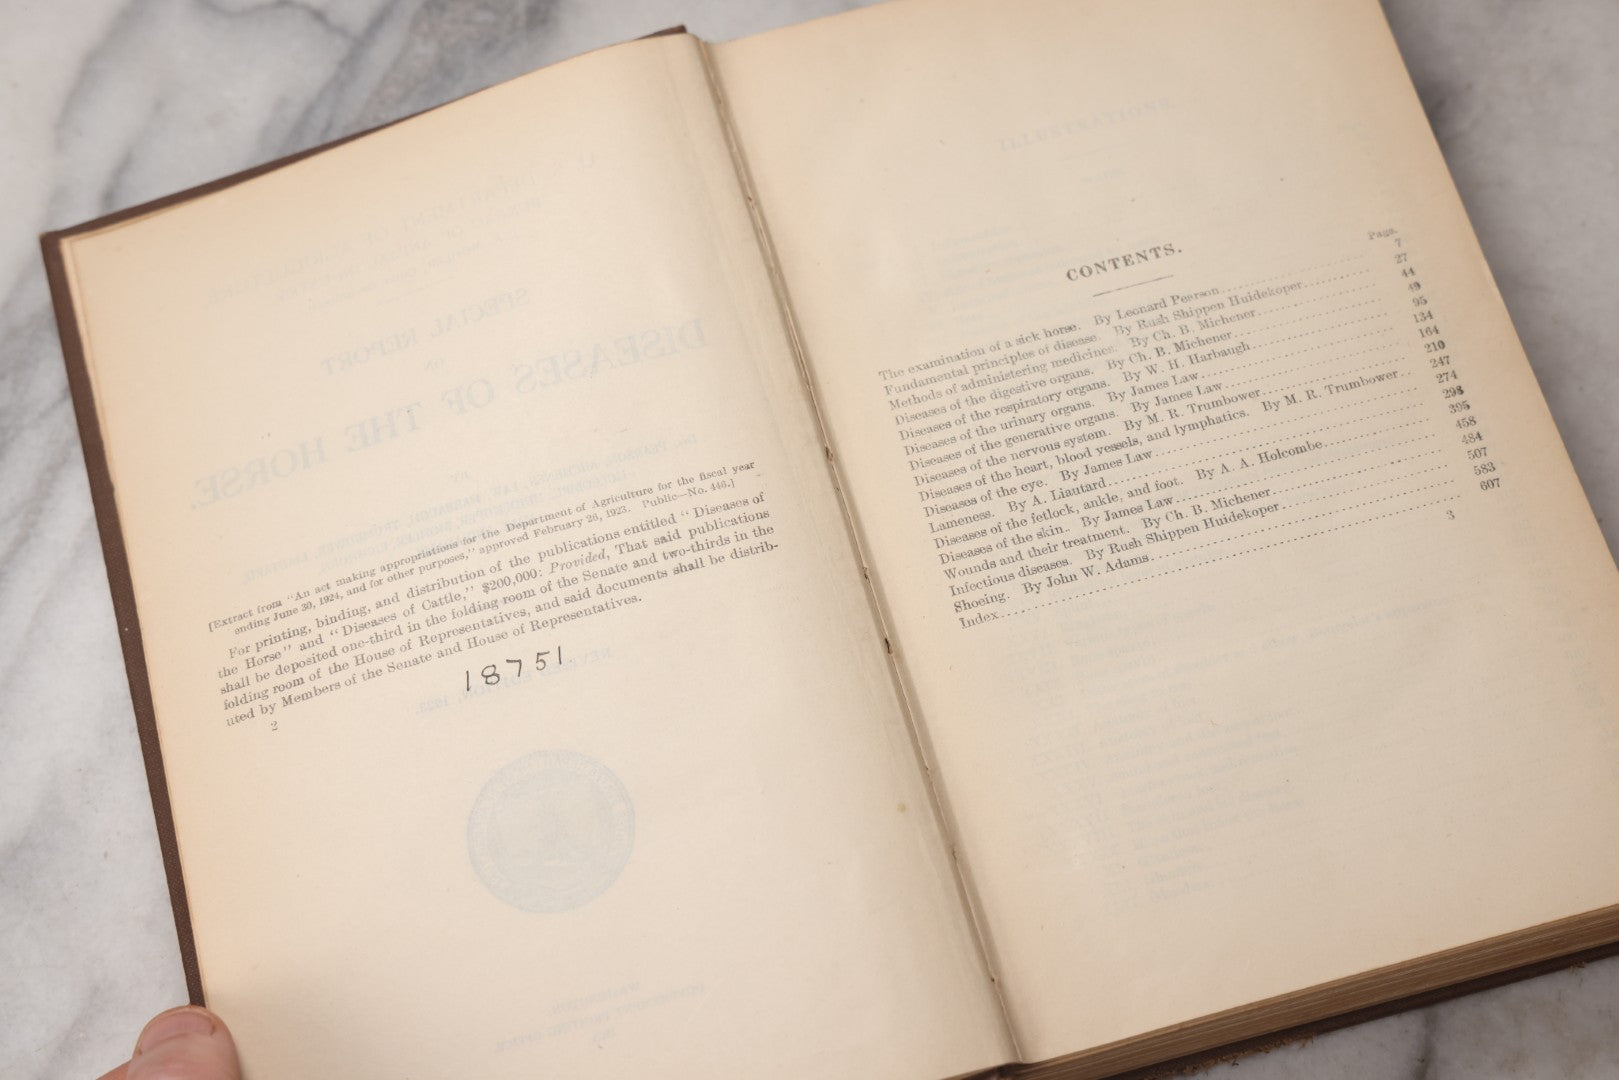 [Extract from "An act making appropriations for the Department of Agriculture for the fiscal year
ending June 30, 1924, and for other purposes," approved February 26, 1923. Public—No. 446.]
For printing, binding, and distribution of the publications entitled "Diseases of
the Horse" and "Diseases of Cattle," $200,000: Provided, That said publications
shall be deposited one-third in the folding room of the Senate and two-thirds in the
folding room of the House of Representatives, and said documents shall be distrib-
uted by Members of the Senate and House of Representatives.
2
18751
CONTENTS.
Page.
The examination of a sick horse. By Leonard Pearson 7
Fundamental principles of disease. By Rush Shippen Huidekoper 27
Methods of administering medicines. By Ch. B. Michener 44
Diseases of the digestive organs. By Ch. B. Michener 49
Diseases of the respiratory organs. By W. H. Harbaugh 95
Diseases of the urinary organs. By James Law 134
Diseases of the generative organs. By James Law 164
Diseases of the nervous system. By M. R. Trumbower 210
Diseases of the heart, blood vessels, and lymphatics. By M. R. Trumbower 247
Diseases of the eye. By James Law 274
Lameness. By A. Liautard 298
Diseases of the fetlock, ankle, and foot. By A. A. Holcombe 395
Diseases of the skin. By James Law 458
Wounds and their treatment. By Ch. B. Michener 484
Infectious diseases. By Rush Shippen Huidekoper 507
Shoeing. By John W. Adams 583
Index 607
3
ILLUSTRATIONS.
SPECIAL REPORT
ON
DISEASES OF THE HORSE.
BY